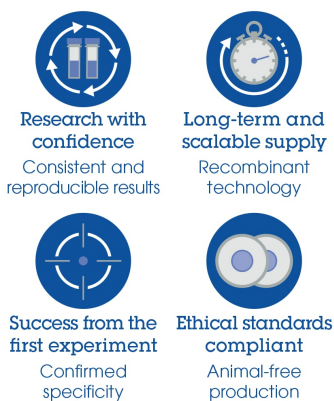 Research with
confidence
Consistent and
reproducible results
Long-term and
scalable supply
Recombinant
technology
Success from the
first experiment
Confirmed
specificity
Ethical standards
compliant
Animal-free
production